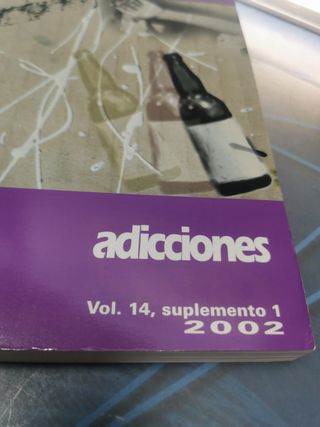 adicciones
Vol. 14, suplemento 1
2002